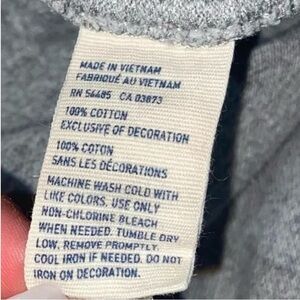 MADE IN VIETNAM
FABRIQUÉ AU VIETNAM
RN 54485 CA 03873
100% COTTON
EXCLUSIVE OF DECORATION
100% COTON
SANS LES DÉCORATIONS
MACHINE WASH COLD WITH
LIKE COLORS. USE ONLY
NON-CHLORINE BLEACH
WHEN NEEDED. TUMBLE DRY
LOW. REMOVE PROMPTLY.
COOL IRON IF NEEDED. DO NOT
IRON ON DECORATION.